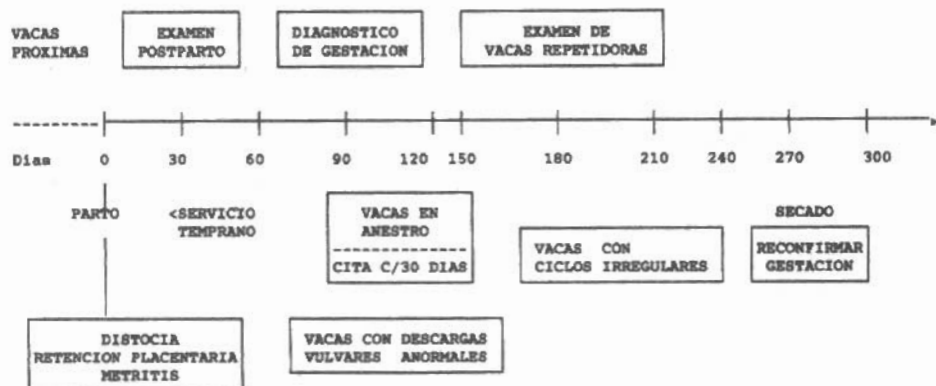 VACAS
PROXIMAS
EXAMEN
POSTPARTO
DIAGNOSTICO
DE GESTACION
EXAMEN DE
VACAS REPETIDORAS
Dias 0 30 60 90 120 150 180 210 240 270 300
PARTO
<SERVICIO
TEMPRANO
VACAS EN
ANESTRO
CITA C/30 DIAS
VACAS CON
CICLOS IRREGULARES
SECADO
RECONFIRMAR
GESTACION
DISTOCIA
RETENCION PLACENTARIA
METRITIS
VACAS CON DESCARGAS
VULVARES ANORMALES